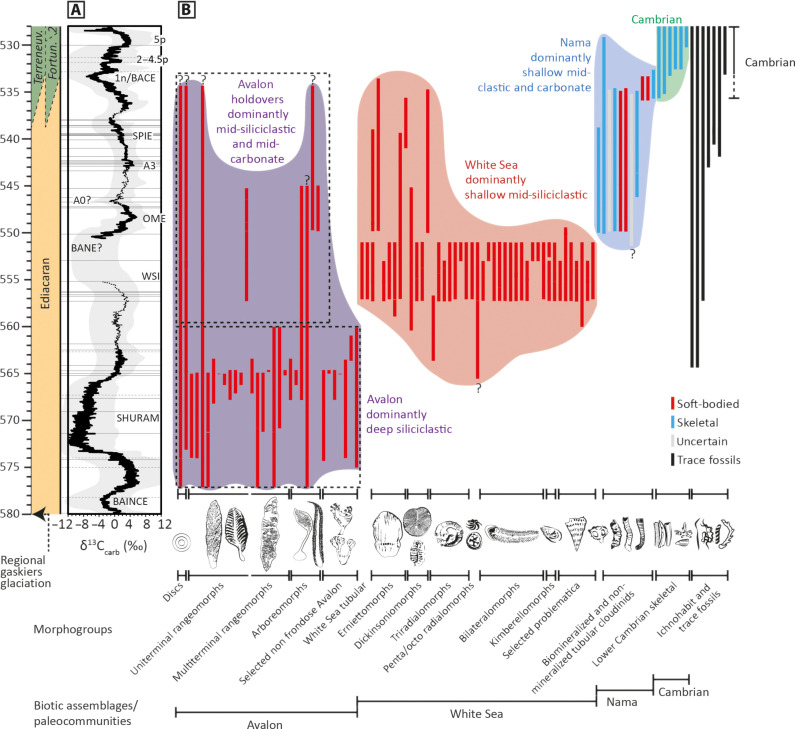 A
B
530
535
540
545
550
555
560
565
570
575
580
Terreneuv.
Fortun.
2
Ediacaran
5p
2–4.5p
1n/BACE
SPIE
A3
A0?
OME
BANE?
WSI
SHURAM
BAINCE
−12
−8
−4
0
4
8
12
δ13Ccarb (‰)
Regional
gaskiers
glaciation
??
?
?
?
Avalon
holdovers
dominantly
mid-siliciclastic
and mid-
carbonate
Avalon
dominantly
deep siliciclastic
White Sea
dominantly
shallow mid-siliciclastic
?
Nama
dominantly
shallow mid-
clastic and carbonate
?
Cambrian
Cambrian
Soft-bodied
Skeletal
Uncertain
Trace fossils
Morphogroups
Discs
Uniterminal rangeomorphs
Multiterminal rangeomorphs
Arboreomorphs
Selected non frondose Avalon
White Sea tubular
Erniettomorphs
Dickinsoniomorphs
Triradialomorphs
Penta/octo radialomorphs
Bilateralomorphs
Kimberellomorphs
Selected problematica
Biomineralized and non-
mineralized tubular cloudinids
Lower Cambrian skeletal
Ichnohabit and
trace fossils
Biotic assemblages/
paleocommunities
Avalon
White Sea
Nama
Cambrian